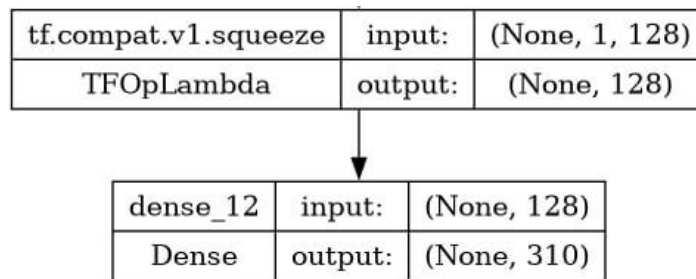 tf.compat.v1.squeeze input: (None, 1, 128)
TFOpLambda output: (None, 128)
dense_12 input: (None, 128)
Dense output: (None, 310)